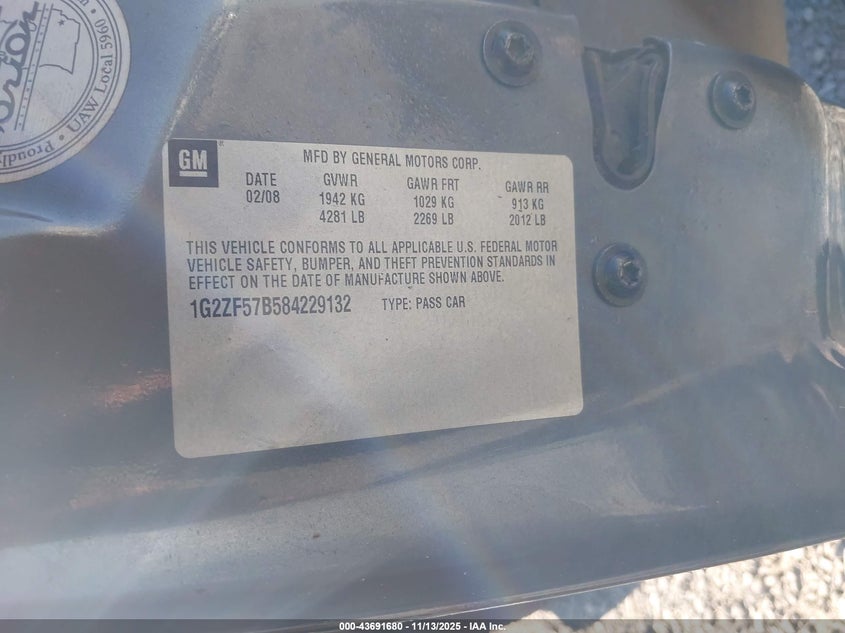 Orion
Proudly
UAW Local 5960
GM
MFD BY GENERAL MOTORS CORP.
DATE GVWR GAWR FRT GAWR RR
02/08 1942 KG 1029 KG 913 KG
4281 LB 2269 LB 2012 LB
THIS VEHICLE CONFORMS TO ALL APPLICABLE U.S. FEDERAL MOTOR
VEHICLE SAFETY, BUMPER, AND THEFT PREVENTION STANDARDS IN
EFFECT ON THE DATE OF MANUFACTURE SHOWN ABOVE.
1G2ZF57B584229132 TYPE: PASS CAR
000-43691680 - 11/13/2025 - IAA Inc.